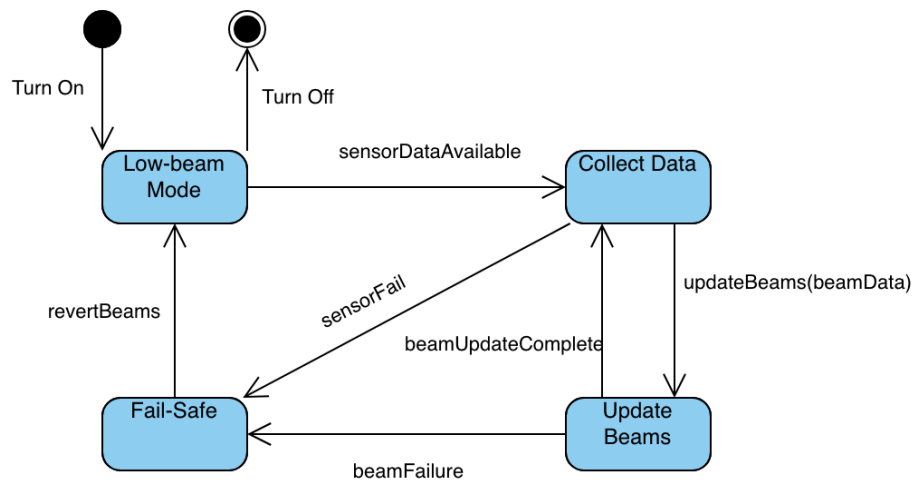 Turn On
Turn Off
Low-beam
Mode
sensorDataAvailable
Collect Data
revertBeams
sensorFail
updateBeams(beamData)
beamUpdateComplete
Fail-Safe
Update
Beams
beamFailure